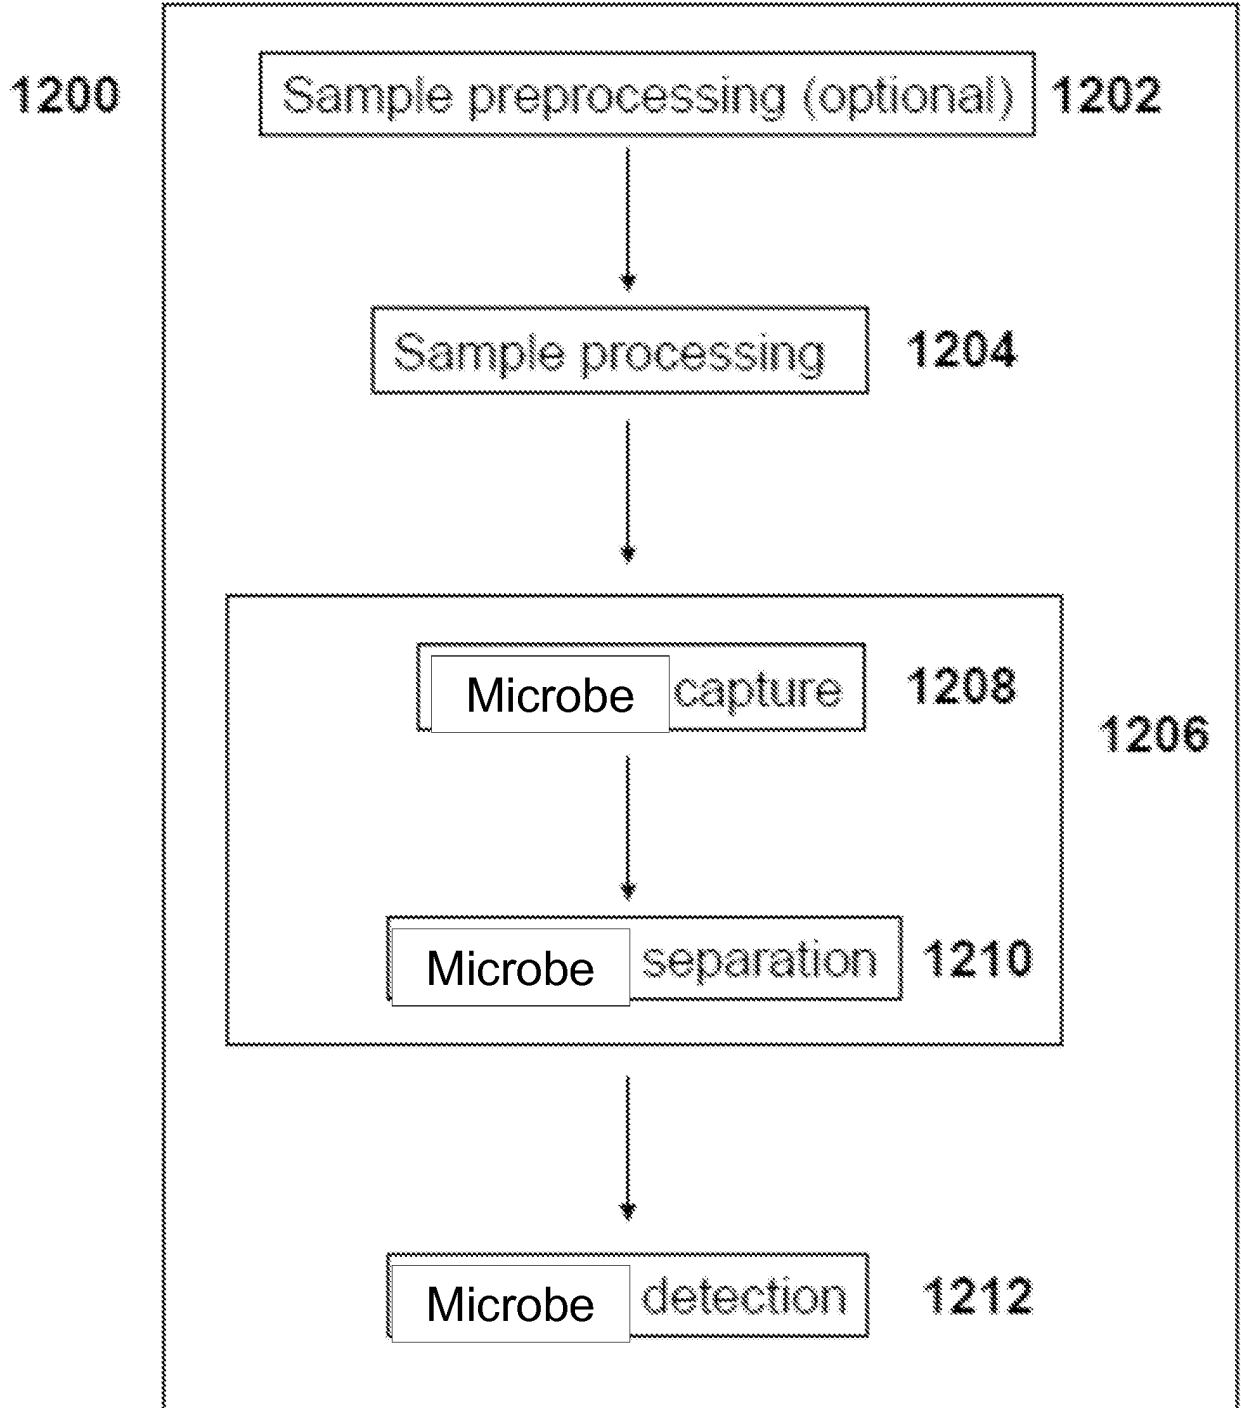 1200
Sample preprocessing (optional) 1202
Sample processing 1204
Microbe capture 1208
1206
Microbe separation 1210
Microbe detection 1212